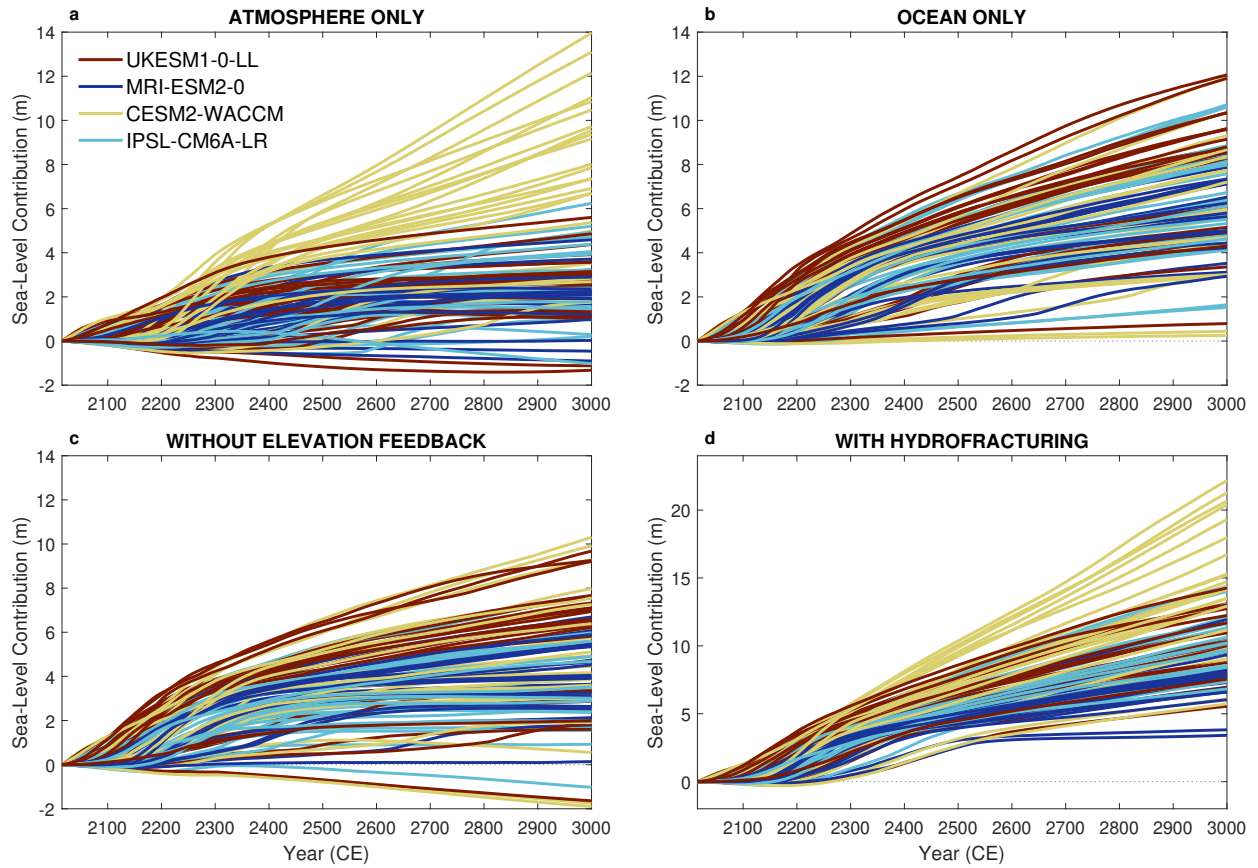 a ATMOSPHERE ONLY
14
12
10
8
6
4
2
0
-2
Sea-Level Contribution (m)
UKESM1-0-LL
MRI-ESM2-0
CESM2-WACCM
IPSL-CM6A-LR
2100 2200 2300 2400 2500 2600 2700 2800 2900 3000
b OCEAN ONLY
14
12
10
8
6
4
2
0
-2
Sea-Level Contribution (m)
2100 2200 2300 2400 2500 2600 2700 2800 2900 3000
c WITHOUT ELEVATION FEEDBACK
14
12
10
8
6
4
2
0
-2
Sea-Level Contribution (m)
2100 2200 2300 2400 2500 2600 2700 2800 2900 3000
Year (CE)
d WITH HYDROFRACTURING
20
15
10
5
0
Sea-Level Contribution (m)
2100 2200 2300 2400 2500 2600 2700 2800 2900 3000
Year (CE)